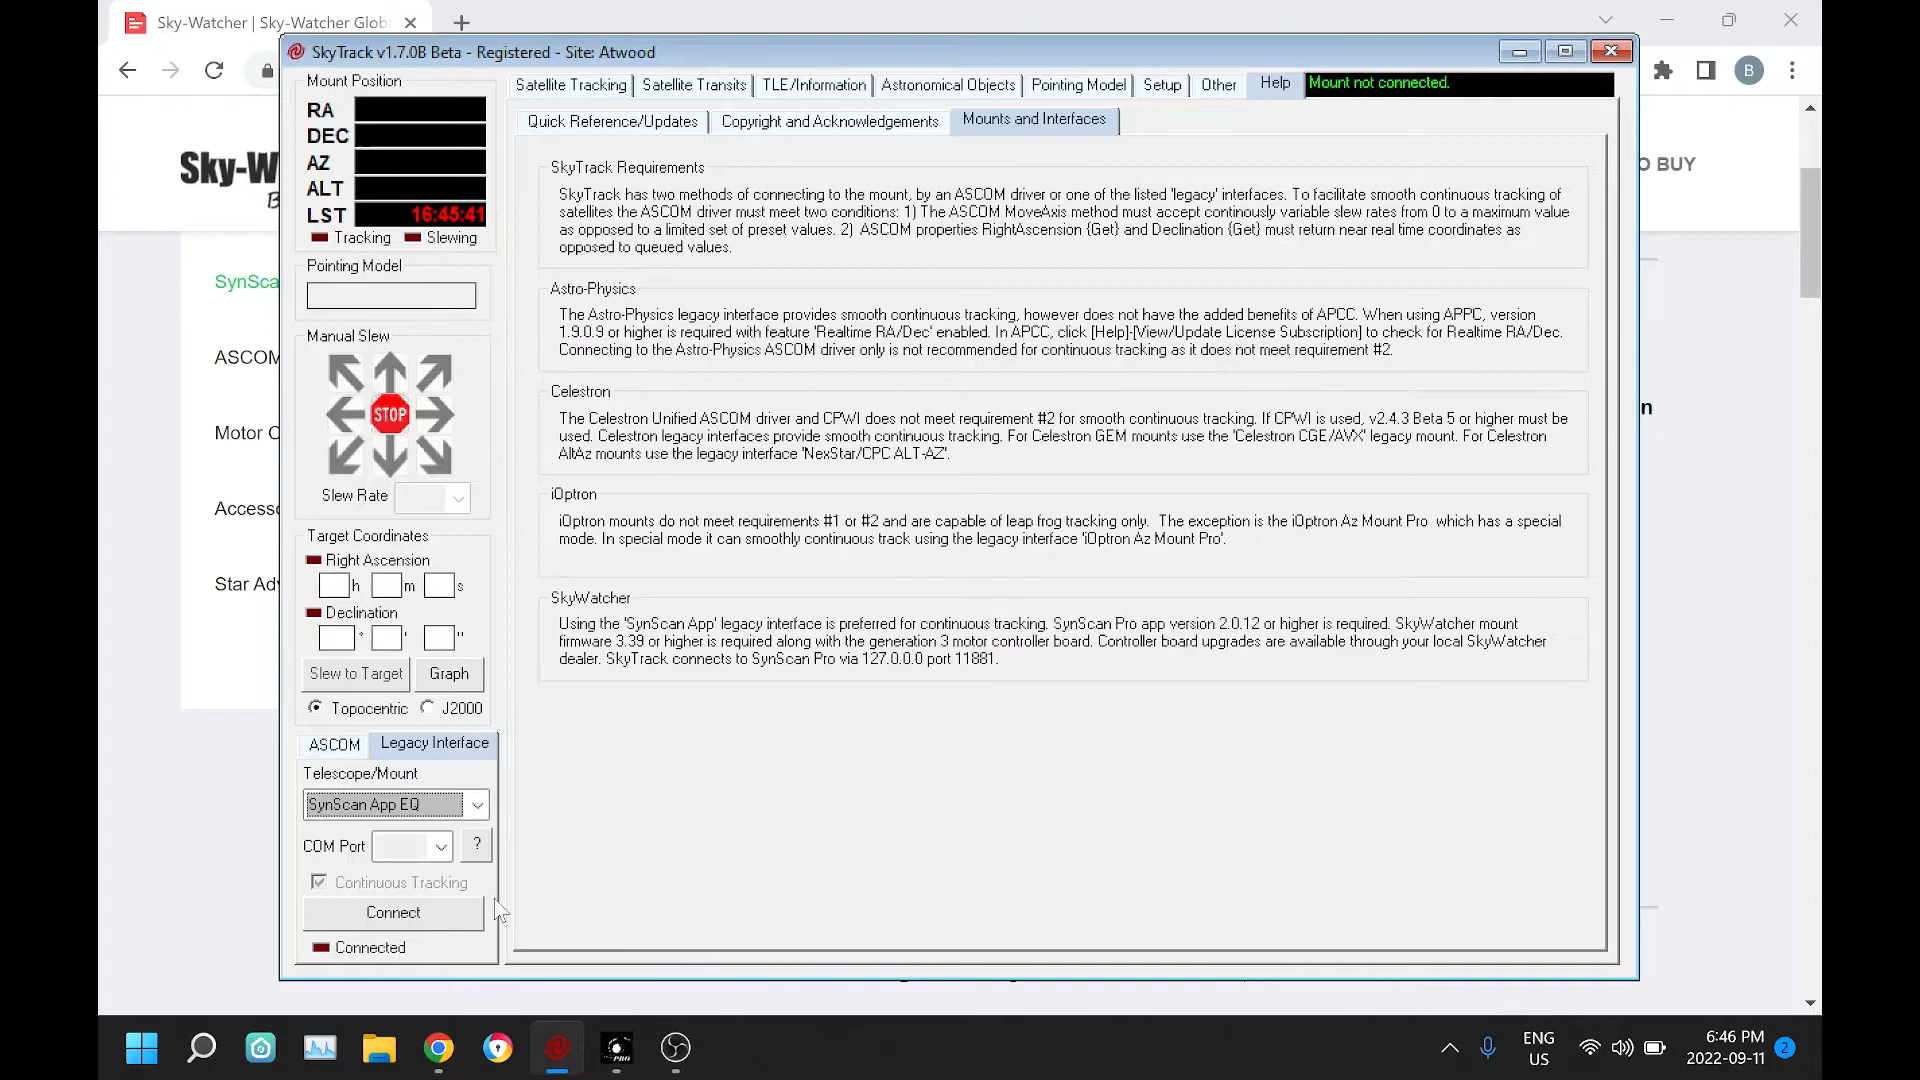 Sky-Watcher | Sky-Watcher Glob
SkyTrack v1.7.0B Beta - Registered - Site: Atwood
B
Mount Position
RA
DEC
AZ
ALT
LST 16:45:41
Tracking Slewing
Pointing Model
Manual Slew
STOP
Slew Rate
Target Coordinates
Right Ascension
h m s
Declination
° ' "
Slew to Target Graph
Topocentric J2000
ASCOM Legacy Interface
Telescope/Mount
SynScan App EQ
COM Port ?
Continuous Tracking
Connect
Connected
Satellite Tracking Satellite Transits TLE/Information Astronomical Objects Pointing Model Setup Other Help Mount not connected.
Quick Reference/Updates Copyright and Acknowledgements Mounts and Interfaces
SkyTrack Requirements
SkyTrack has two methods of connecting to the mount, by an ASCOM driver or one of the listed 'legacy' interfaces. To facilitate smooth continuous tracking of
satellites the ASCOM driver must meet two conditions: 1) The ASCOM MoveAxis method must accept continously variable slew rates from 0 to a maximum value
as opposed to a limited set of preset values. 2) ASCOM properties RightAscension {Get} and Declination {Get} must return near real time coordinates as
opposed to queued values.
Astro-Physics
The Astro-Physics legacy interface provides smooth continuous tracking, however does not have the added benefits of APCC. When using APPC, version
1.9.0.9 or higher is required with feature 'Realtime RA/Dec' enabled. In APCC, click [Help]-[View/Update License Subscription] to check for Realtime RA/Dec.
Connecting to the Astro-Physics ASCOM driver only is not recommended for continuous tracking as it does not meet requirement #2.
Celestron
The Celestron Unified ASCOM driver and CPWI does not meet requirement #2 for smooth continuous tracking. If CPWI is used, v2.4.3 Beta 5 or higher must be
used. Celestron legacy interfaces provide smooth continuous tracking. For Celestron GEM mounts use the 'Celestron CGE/AVX' legacy mount. For Celestron
AltAz mounts use the legacy interface 'NexStar/CPC ALT-AZ'.
iOptron
iOptron mounts do not meet requirements #1 or #2 and are capable of leap frog tracking only. The exception is the iOptron Az Mount Pro which has a special
mode. In special mode it can smoothly continuous track using the legacy interface 'iOptron Az Mount Pro'.
SkyWatcher
Using the 'SynScan App' legacy interface is preferred for continuous tracking. SynScan Pro app version 2.0.12 or higher is required. SkyWatcher mount
firmware 3.39 or higher is required along with the generation 3 motor controller board. Controller board upgrades are available through your local SkyWatcher
dealer. SkyTrack connects to SynScan Pro via 127.0.0.0 port 11881.
Sky-W
B
SynSca
ASCOM
Motor C
Accesso
Star Adv
O BUY
n
PRO
ENG
US
6:46 PM
2022-09-11
2